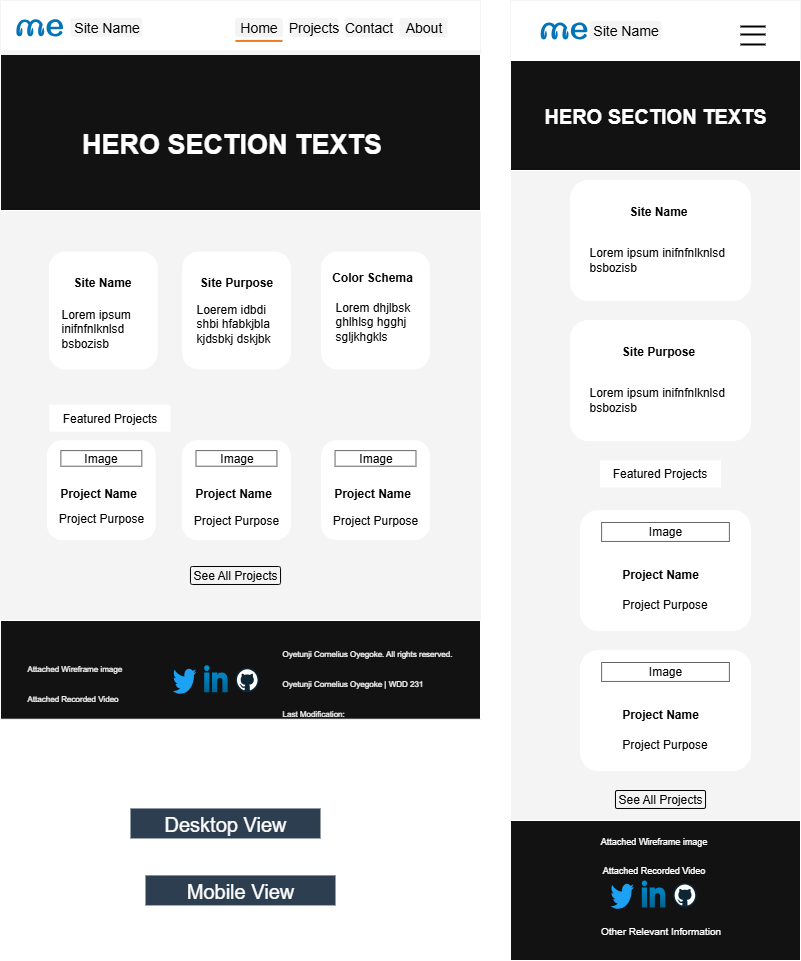 me Site Name
Home Projects Contact About
HERO SECTION TEXTS
Site Name
Lorem ipsum
inifnfnlknlsd
bsbozisb
Site Purpose
Loerem idbdi
shbi hfabkjbla
kjdsbkj dskjbk
Color Schema
Lorem dhjlbsk
ghlhlsg hgghj
sgljkhgkls
Featured Projects
Image
Project Name
Project Purpose
Image
Project Name
Project Purpose
Image
Project Name
Project Purpose
See All Projects
Attached Wireframe image
Attached Recorded Video
in
Oyetunji Cornelius Oyegoke. All rights reserved.
Oyetunji Cornelius Oyegoke | WDD 231
Last Modification:
Desktop View
Mobile View
me Site Name
HERO SECTION TEXTS
Site Name
Lorem ipsum inifnfnlknlsd
bsbozisb
Site Purpose
Lorem ipsum inifnfnlknlsd
bsbozisb
Featured Projects
Image
Project Name
Project Purpose
Image
Project Name
Project Purpose
See All Projects
Attached Wireframe image
Attached Recorded Video
in
Other Relevant Information